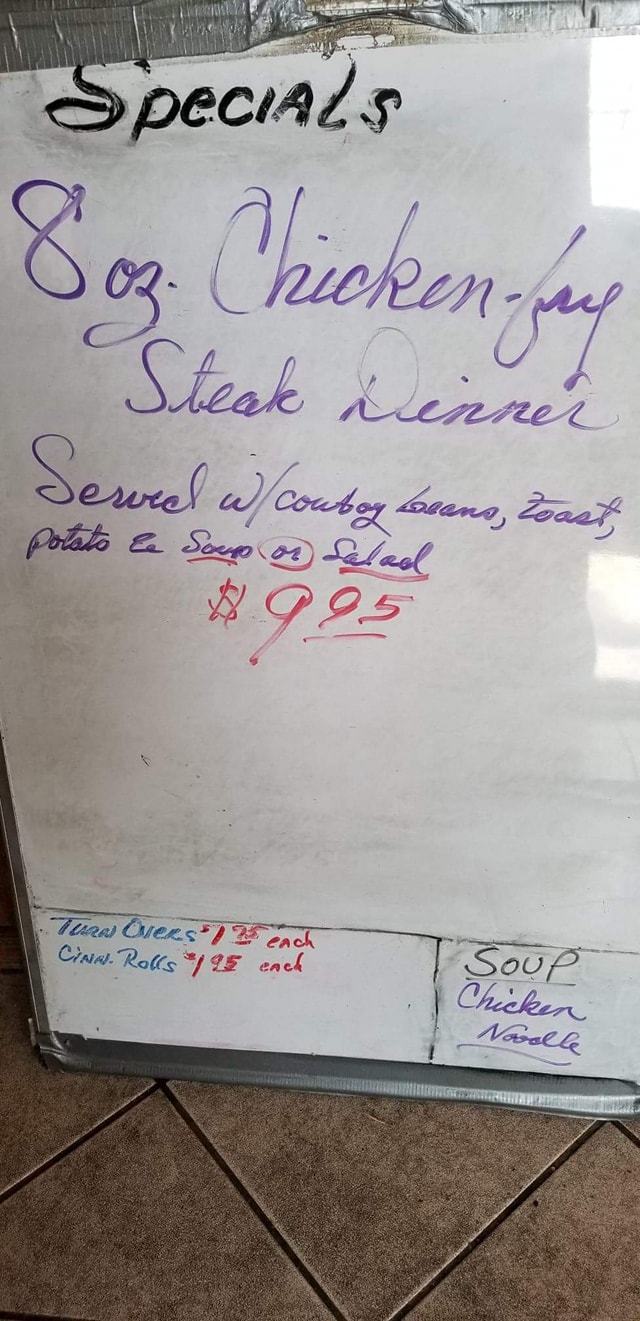 Specials
8 oz. Chicken-fry
Steak Dinner
Served w/ cowboy beans, toast,
potato & Soup or Salad
$9.95
Turn Overs $1 each
Cinn. Rolls $1.95 each
Soup
Chicken
Noodle